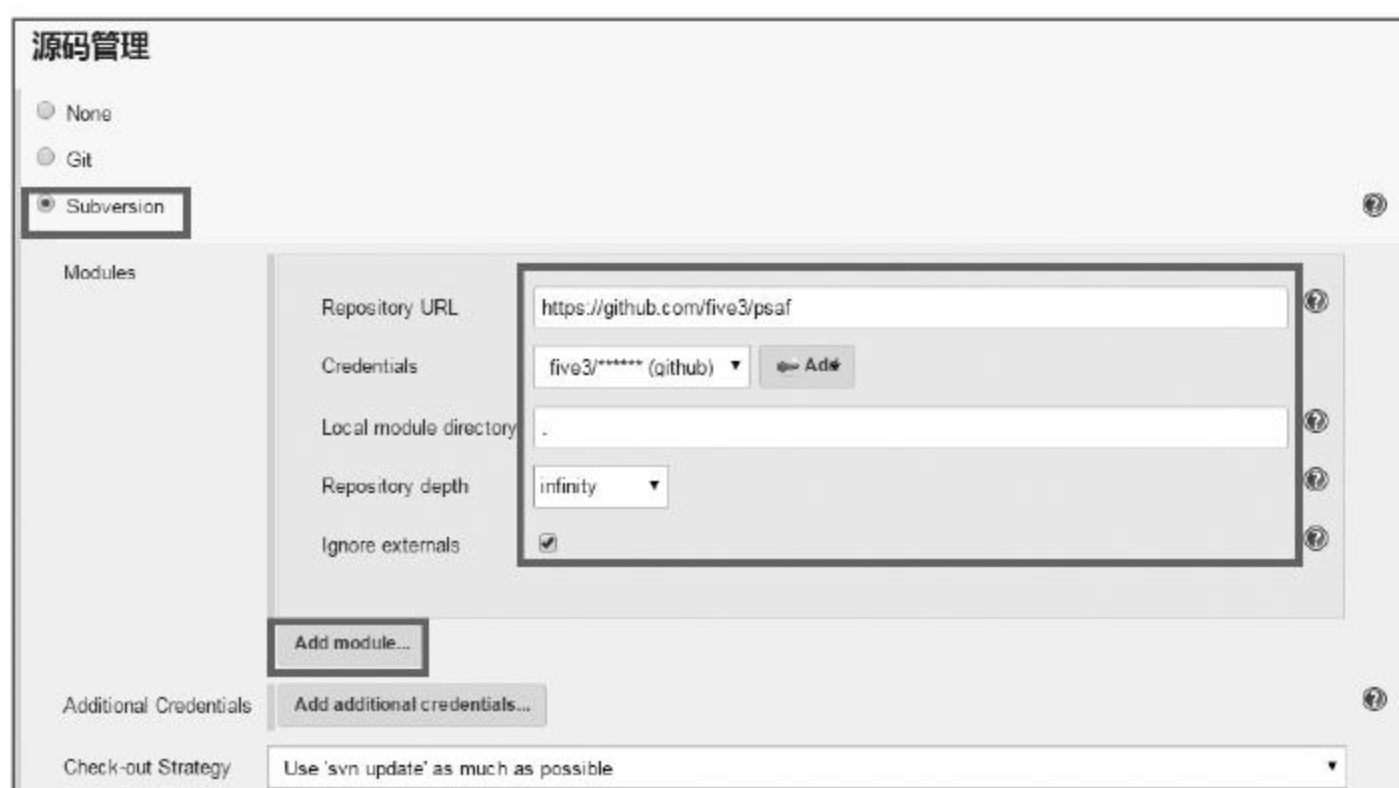 源码管理
None
Git
Subversion
Modules
Repository URL https://github.com/five3/psaf
Credentials five3/****** (github) Add
Local module directory .
Repository depth infinity
Ignore externals
Add module...
Additional Credentials Add additional credentials...
Check-out Strategy Use 'svn update' as much as possible